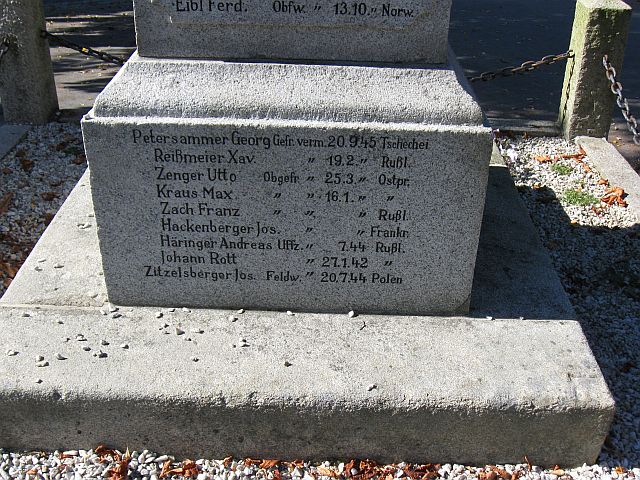 Eibl Ferd. Obfw. " 13.10." Norw.
Petersammer Georg Gefr. verm. 20.9.45 Tschechei
Reißmeier Xav. " 19.2." Rußl.
Zenger Utto Obgefr. " 25.3." Ostpr.
Kraus Max " " 16.1." "
Zach Franz " " " Rußl.
Hackenberger Jos. " " Frankr.
Häringer Andreas Uffz. " 7.44 Rußl.
Johann Rott " 27.1.42 "
Zitzelsberger Jos. Feldw. " 20.7.44 Polen